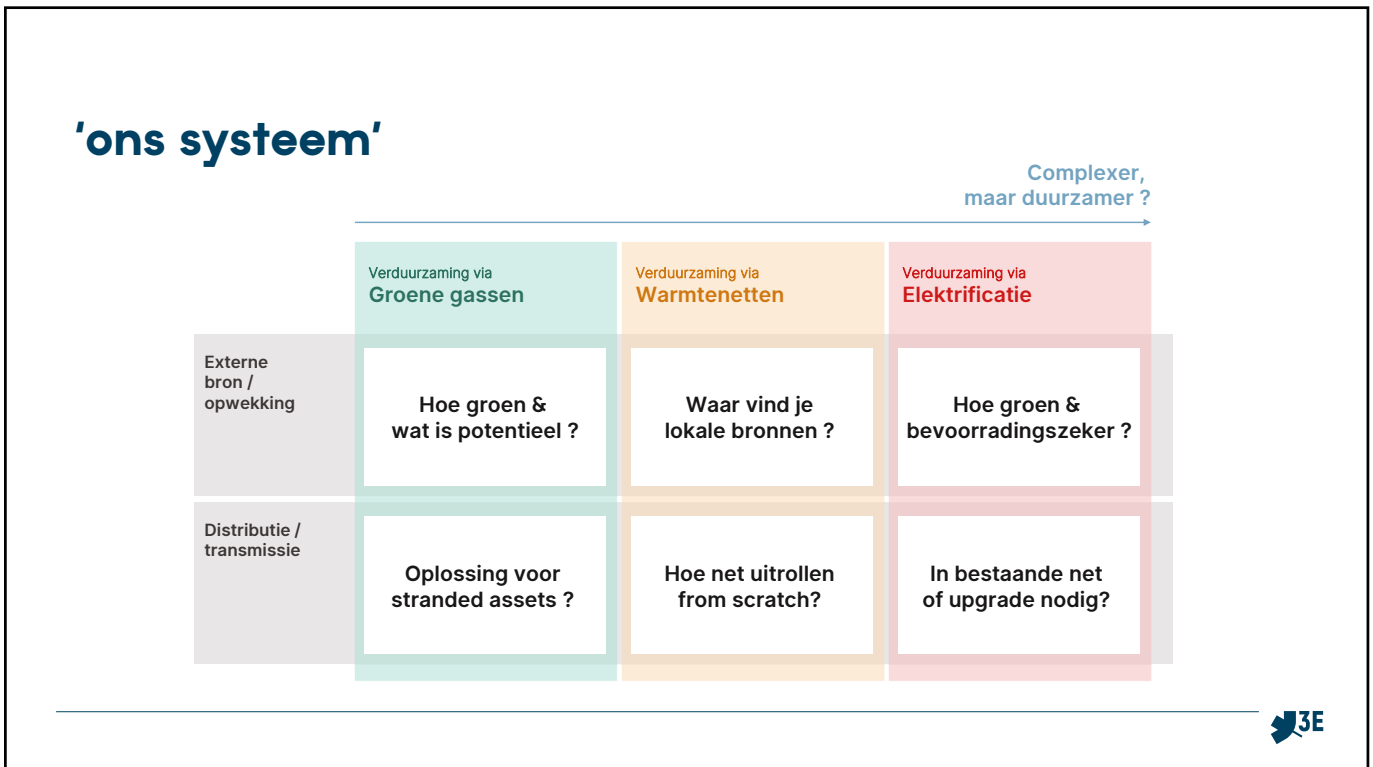 ‘ons systeem’
Complexer,
maar duurzamer ?
Verduurzaming via
Groene gassen
Verduurzaming via
Warmtenetten
Verduurzaming via
Elektrificatie
Externe
bron /
opwekking
Hoe groen &
wat is potentieel ?
Waar vind je
lokale bronnen ?
Hoe groen &
bevoorradingszeker ?
Distributie /
transmissie
Oplossing voor
stranded assets ?
Hoe net uitrollen
from scratch?
In bestaande net
of upgrade nodig?
3E